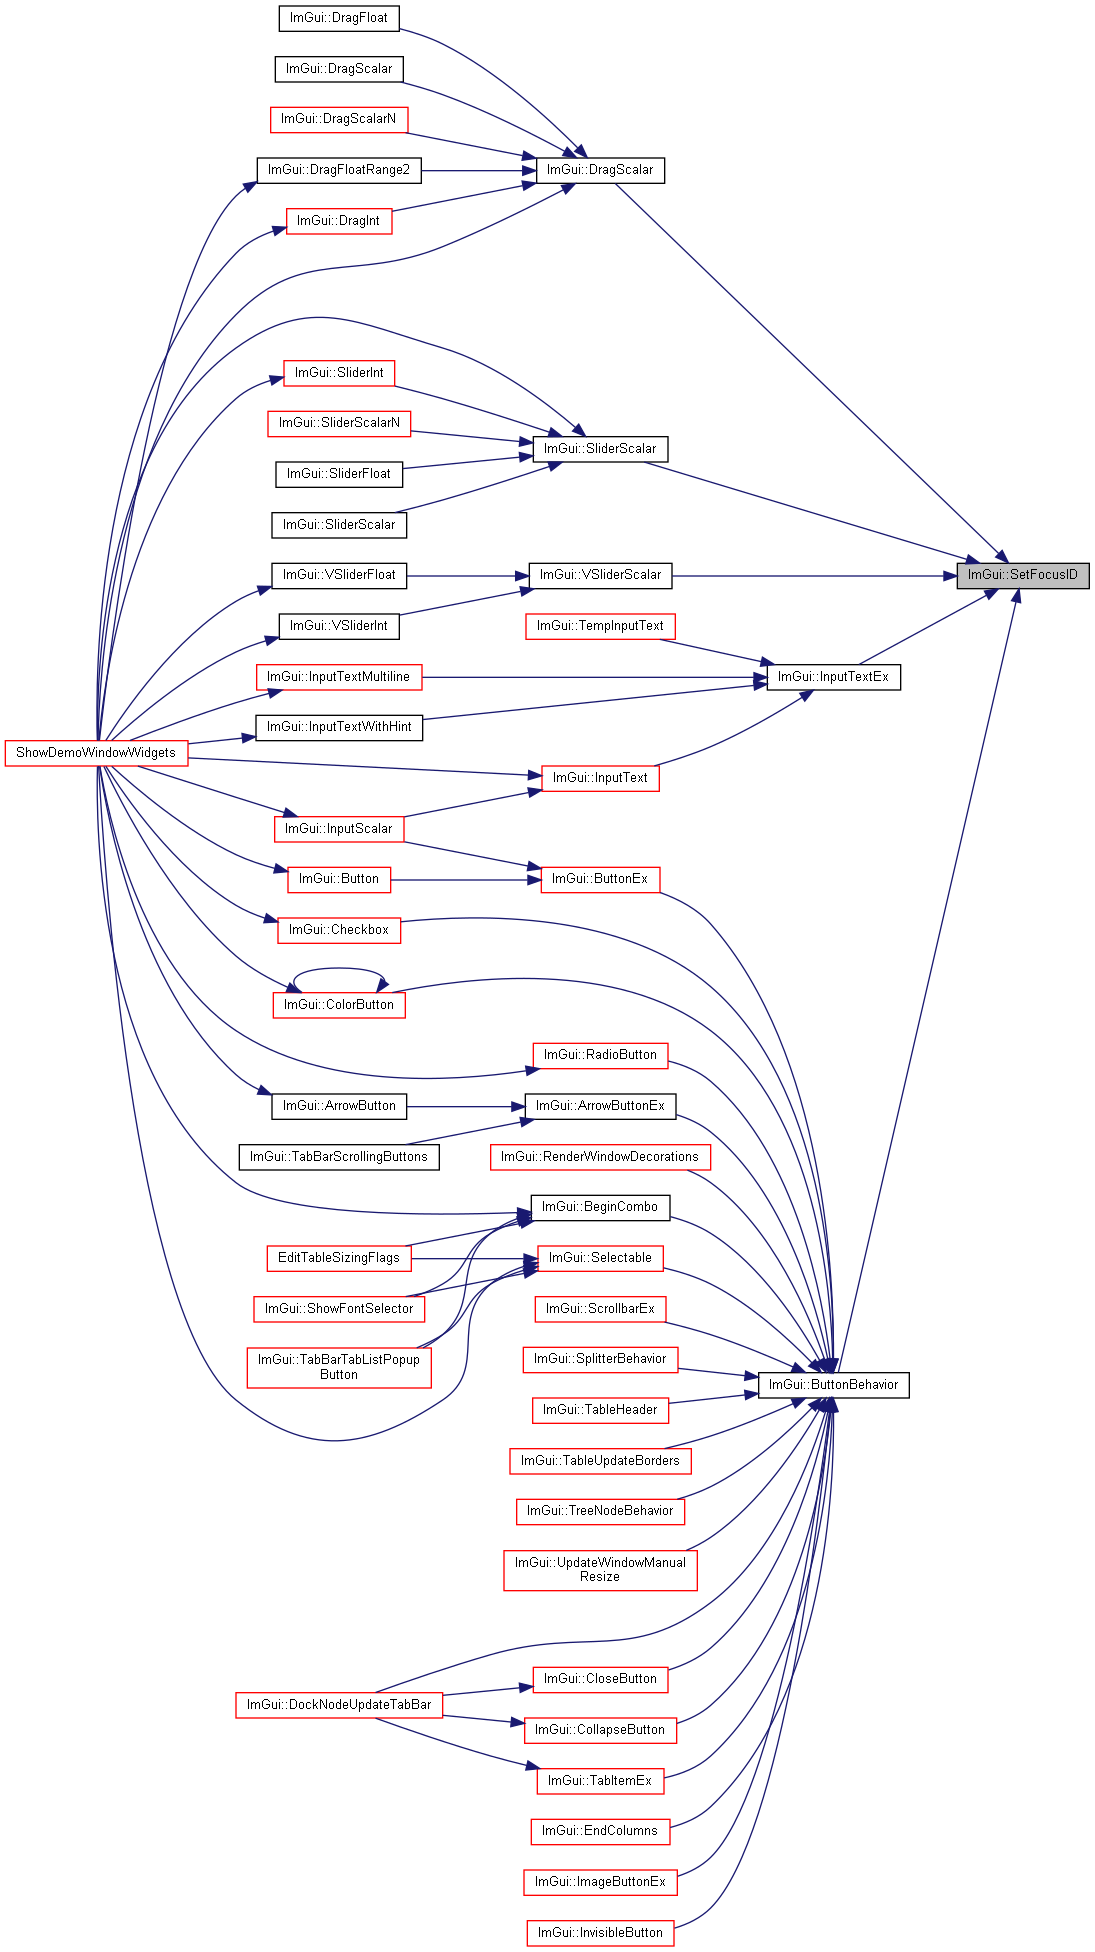 ImGui::DragFloat
ImGui::DragScalar
ImGui::DragScalarN
ImGui::DragFloatRange2
ImGui::DragScalar
ImGui::DragInt
ImGui::SliderInt
ImGui::SliderScalarN
ImGui::SliderScalar
ImGui::SliderFloat
ImGui::SliderScalar
ImGui::VSliderFloat
ImGui::VSliderScalar
ImGui::SetFocusID
ImGui::VSliderInt
ImGui::TempInputText
ImGui::InputTextMultiline
ImGui::InputTextEx
ImGui::InputTextWithHint
ShowDemoWindowWidgets
ImGui::InputText
ImGui::InputScalar
ImGui::Button
ImGui::ButtonEx
ImGui::Checkbox
ImGui::ColorButton
ImGui::RadioButton
ImGui::ArrowButton
ImGui::ArrowButtonEx
ImGui::TabBarScrollingButtons
ImGui::RenderWindowDecorations
ImGui::BeginCombo
EditTableSizingFlags
ImGui::Selectable
ImGui::ShowFontSelector
ImGui::ScrollbarEx
ImGui::TabBarTabListPopup
Button
ImGui::SplitterBehavior
ImGui::ButtonBehavior
ImGui::TableHeader
ImGui::TableUpdateBorders
ImGui::TreeNodeBehavior
ImGui::UpdateWindowManual
Resize
ImGui::CloseButton
ImGui::DockNodeUpdateTabBar
ImGui::CollapseButton
ImGui::TabItemEx
ImGui::EndColumns
ImGui::ImageButtonEx
ImGui::InvisibleButton